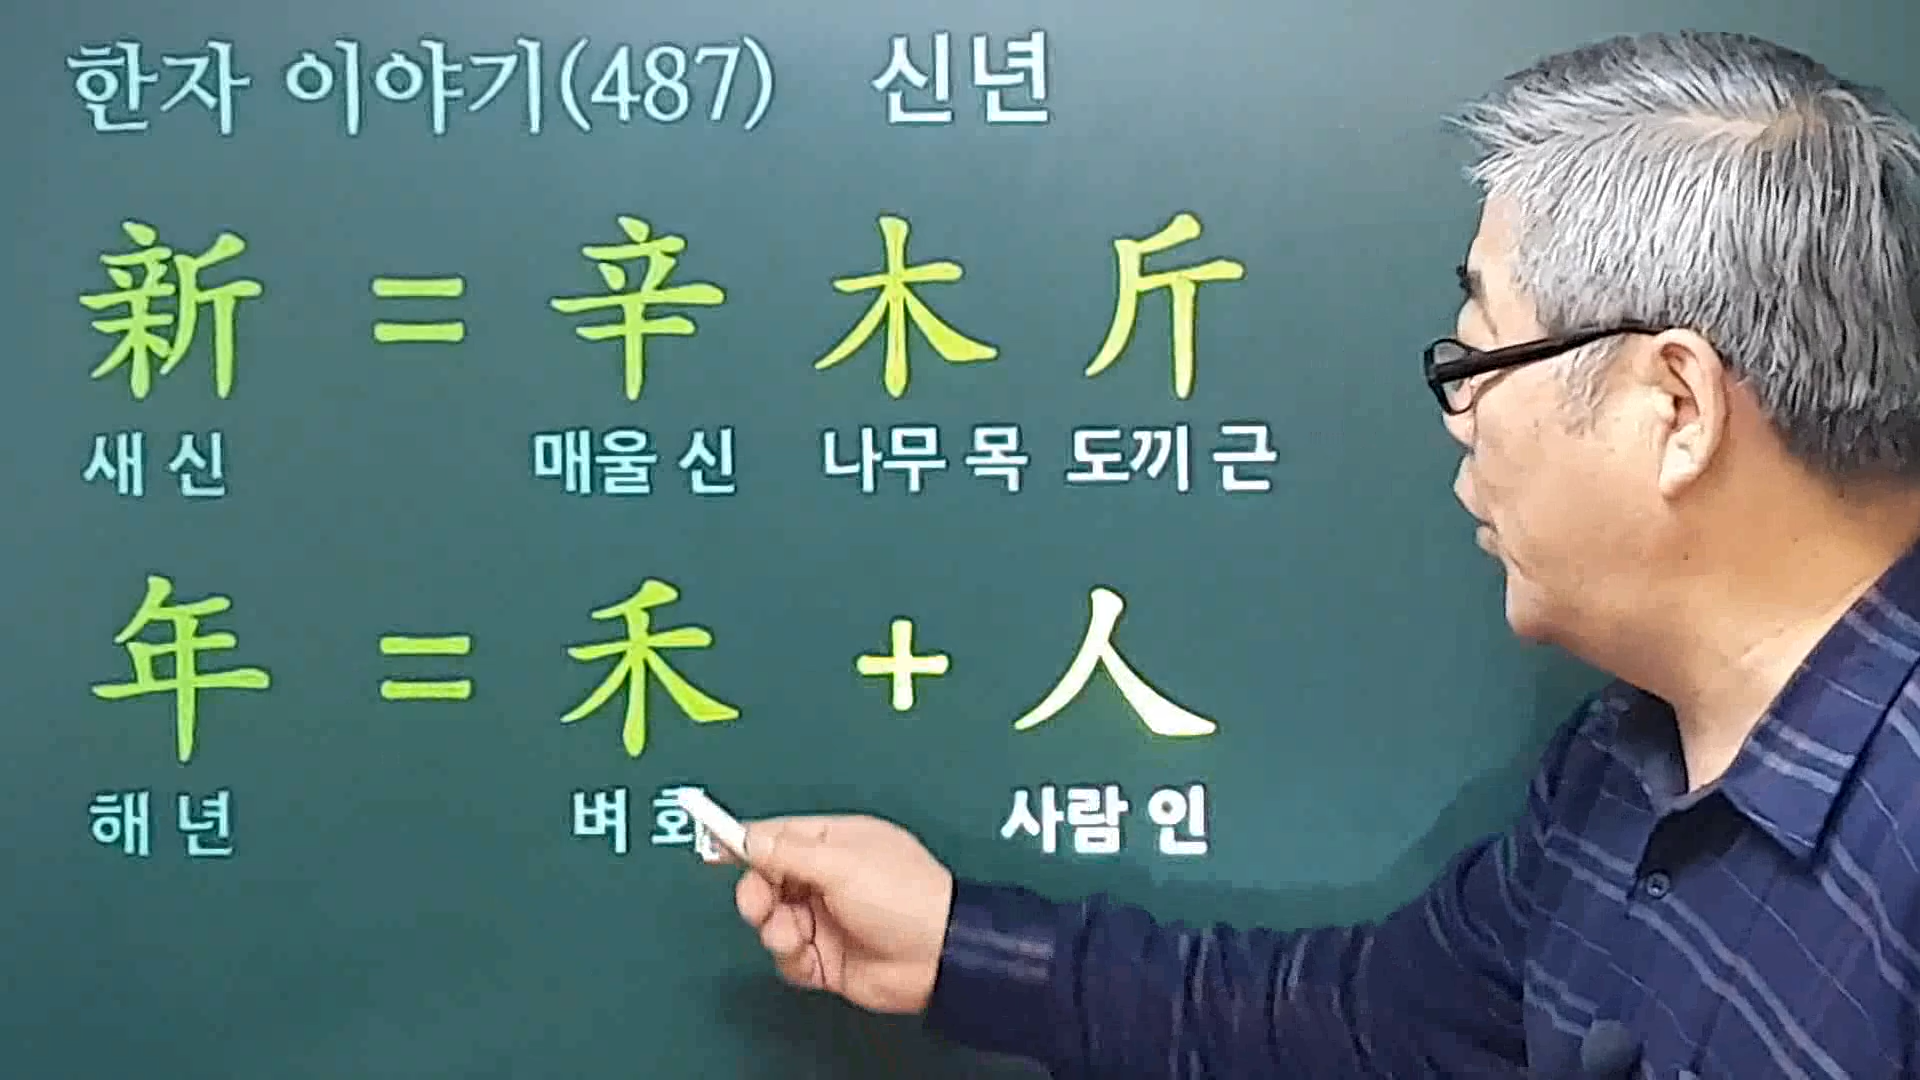 한자 이야기(487) 신년
新 = 辛 木 斤
새 신 매울 신 나무 목 도끼 근
年 = 禾 + 人
해 년 벼 화 사람 인